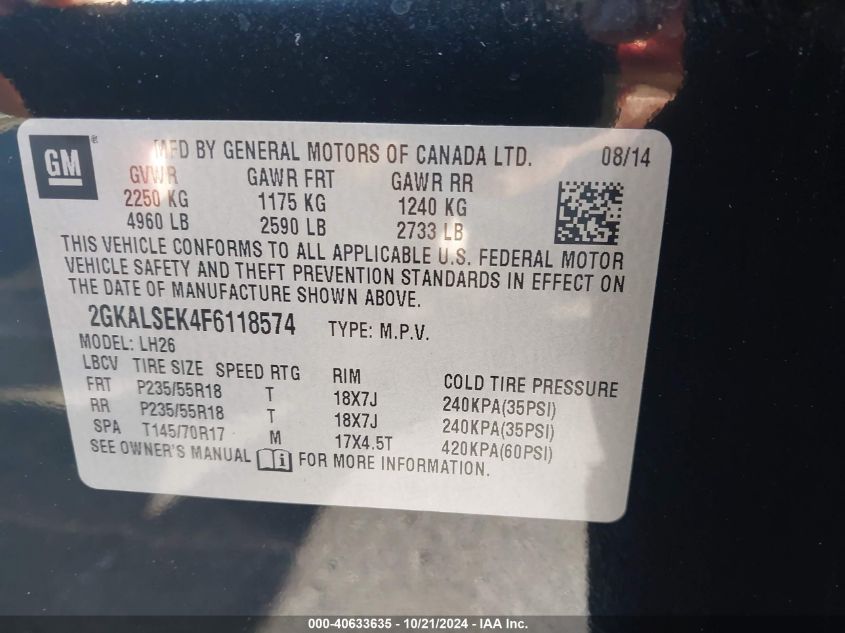 GM ® MFD BY GENERAL MOTORS OF CANADA LTD. 08/14
GVWR GAWR FRT GAWR RR
2250 KG 1175 KG 1240 KG
4960 LB 2590 LB 2733 LB
THIS VEHICLE CONFORMS TO ALL APPLICABLE U.S. FEDERAL MOTOR
VEHICLE SAFETY AND THEFT PREVENTION STANDARDS IN EFFECT ON
THE DATE OF MANUFACTURE SHOWN ABOVE.
2GKALSEK4F6118574 TYPE: M.P.V.
MODEL: LH26
LBCV TIRE SIZE SPEED RTG RIM COLD TIRE PRESSURE
FRT P235/55R18 T 18X7J 240KPA(35PSI)
RR P235/55R18 T 18X7J 240KPA(35PSI)
SPA T145/70R17 M 17X4.5T 420KPA(60PSI)
SEE OWNER'S MANUAL i FOR MORE INFORMATION.
000-40633635 - 10/21/2024 - IAA Inc.